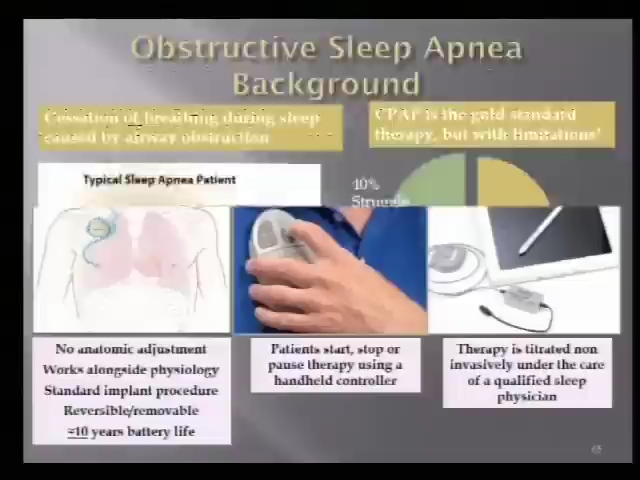 Obstructive Sleep Apnea
Background
Cessation of breathing during sleep
caused by airway obstruction
CPAP is the gold standard
therapy, but with limitations
Typical Sleep Apnea Patient
40%
Struggle
No anatomic adjustment
Works alongside physiology
Standard implant procedure
Reversible/removable
≈10 years battery life
Patients start, stop or
pause therapy using a
handheld controller
Therapy is titrated non
invasively under the care
of a qualified sleep
physician